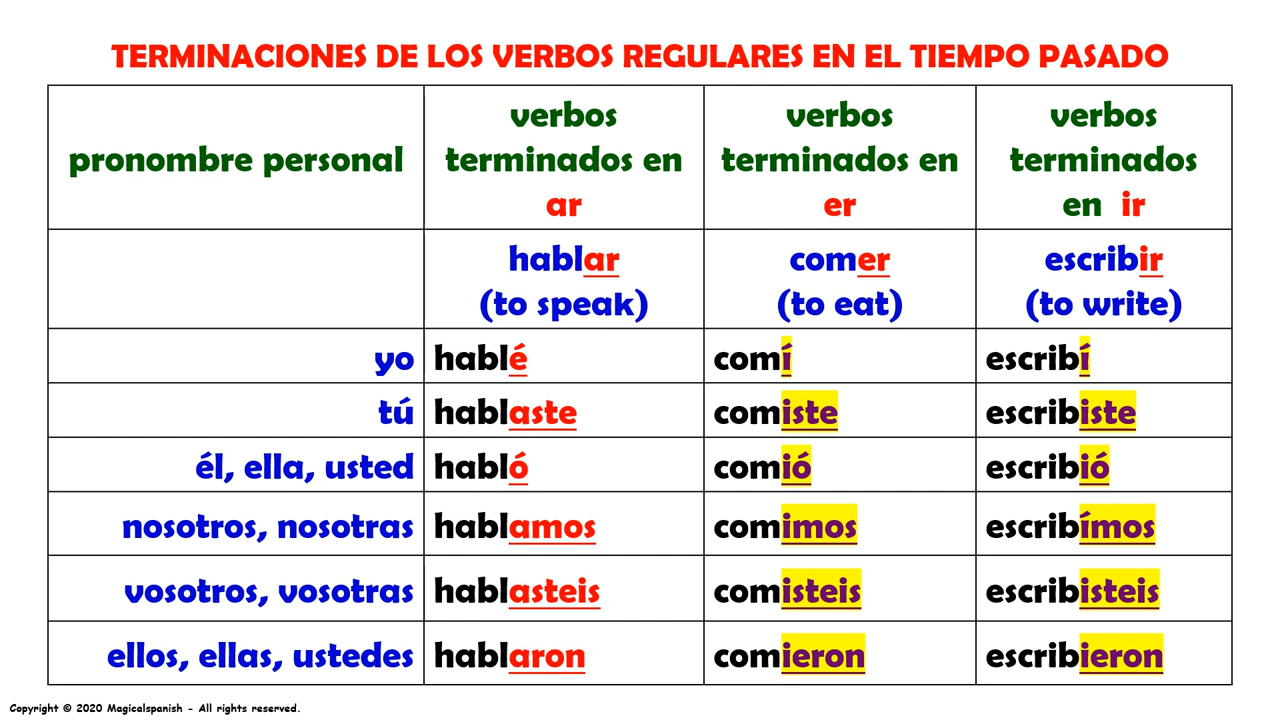 TERMINACIONES DE LOS VERBOS REGULARES EN EL TIEMPO PASADO
pronombre personal
verbos
terminados en
ar
verbos
terminados en
er
verbos
terminados
en ir
hablar
(to speak)
comer
(to eat)
escribir
(to write)
yo hablé comí escribí
tú hablaste comiste escribiste
él, ella, usted habló comió escribió
nosotros, nosotras hablamos comimos escribímos
vosotros, vosotras hablasteis comisteis escribisteis
ellos, ellas, ustedes hablaron comieron escribieron
Copyright © 2020 Magicalspanish - All rights reserved.